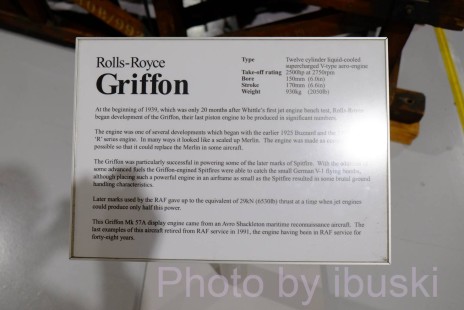 Rolls-Royce
Griffon
Type Twelve cylinder liquid-cooled
supercharged V-type aero-engine
Take-off rating 2500hp at 2750rpm
Bore 150mm (6.0in)
Stroke 170mm (6.6in)
Weight 930kg (2050lb)
At the beginning of 1939, which was only 20 months after Whittle's first jet engine bench test, Rolls-Royce
began development of the Griffon, their last piston engine to be produced in significant numbers.
The engine was one of several developments which began with the earlier 1925 Buzzard and the
'R' series engine. In many ways it looked like a scaled up Merlin. The engine was made as
possible so that it could replace the Merlin in some aircraft.
The Griffon was particularly successful in powering some of the later marks of Spitfire. With the
some advanced fuels the Griffon-engined Spitfires were able to catch the small German V-1 flying bombs,
although placing such a powerful engine in an airframe as small as the Spitfire resulted in some brutal ground
handling characteristics.
Later marks used by the RAF gave up to the equivalent of 29kN (6530lb) thrust at a time when jet engines
could produce only half this power.
This Griffon Mk 57A display engine came from an Avro Shackleton maritime reconnaissance aircraft. The
last examples of this aircraft retired from RAF service in 1991, the engine having been in RAF service for
forty-eight years.
Photo by ibuski